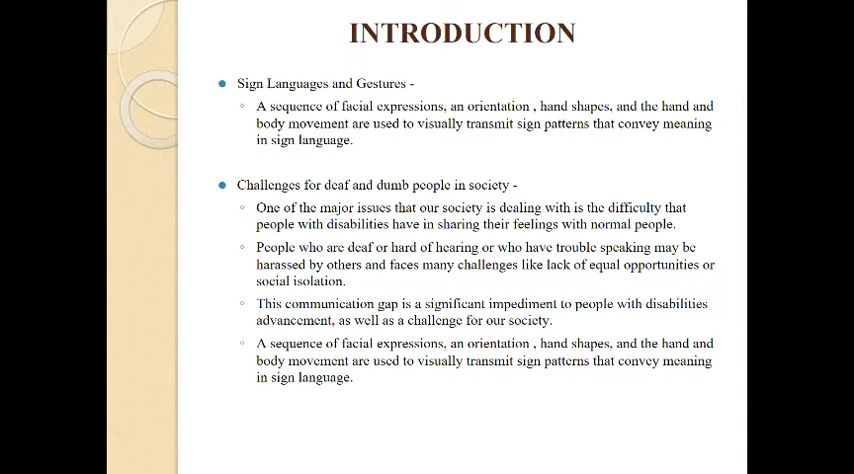 INTRODUCTION
Sign Languages and Gestures -
A sequence of facial expressions, an orientation , hand shapes, and the hand and
body movement are used to visually transmit sign patterns that convey meaning
in sign language.
Challenges for deaf and dumb people in society -
One of the major issues that our society is dealing with is the difficulty that
people with disabilities have in sharing their feelings with normal people.
People who are deaf or hard of hearing or who have trouble speaking may be
harassed by others and faces many challenges like lack of equal opportunities or
social isolation.
This communication gap is a significant impediment to people with disabilities
advancement, as well as a challenge for our society.
A sequence of facial expressions, an orientation , hand shapes, and the hand and
body movement are used to visually transmit sign patterns that convey meaning
in sign language.